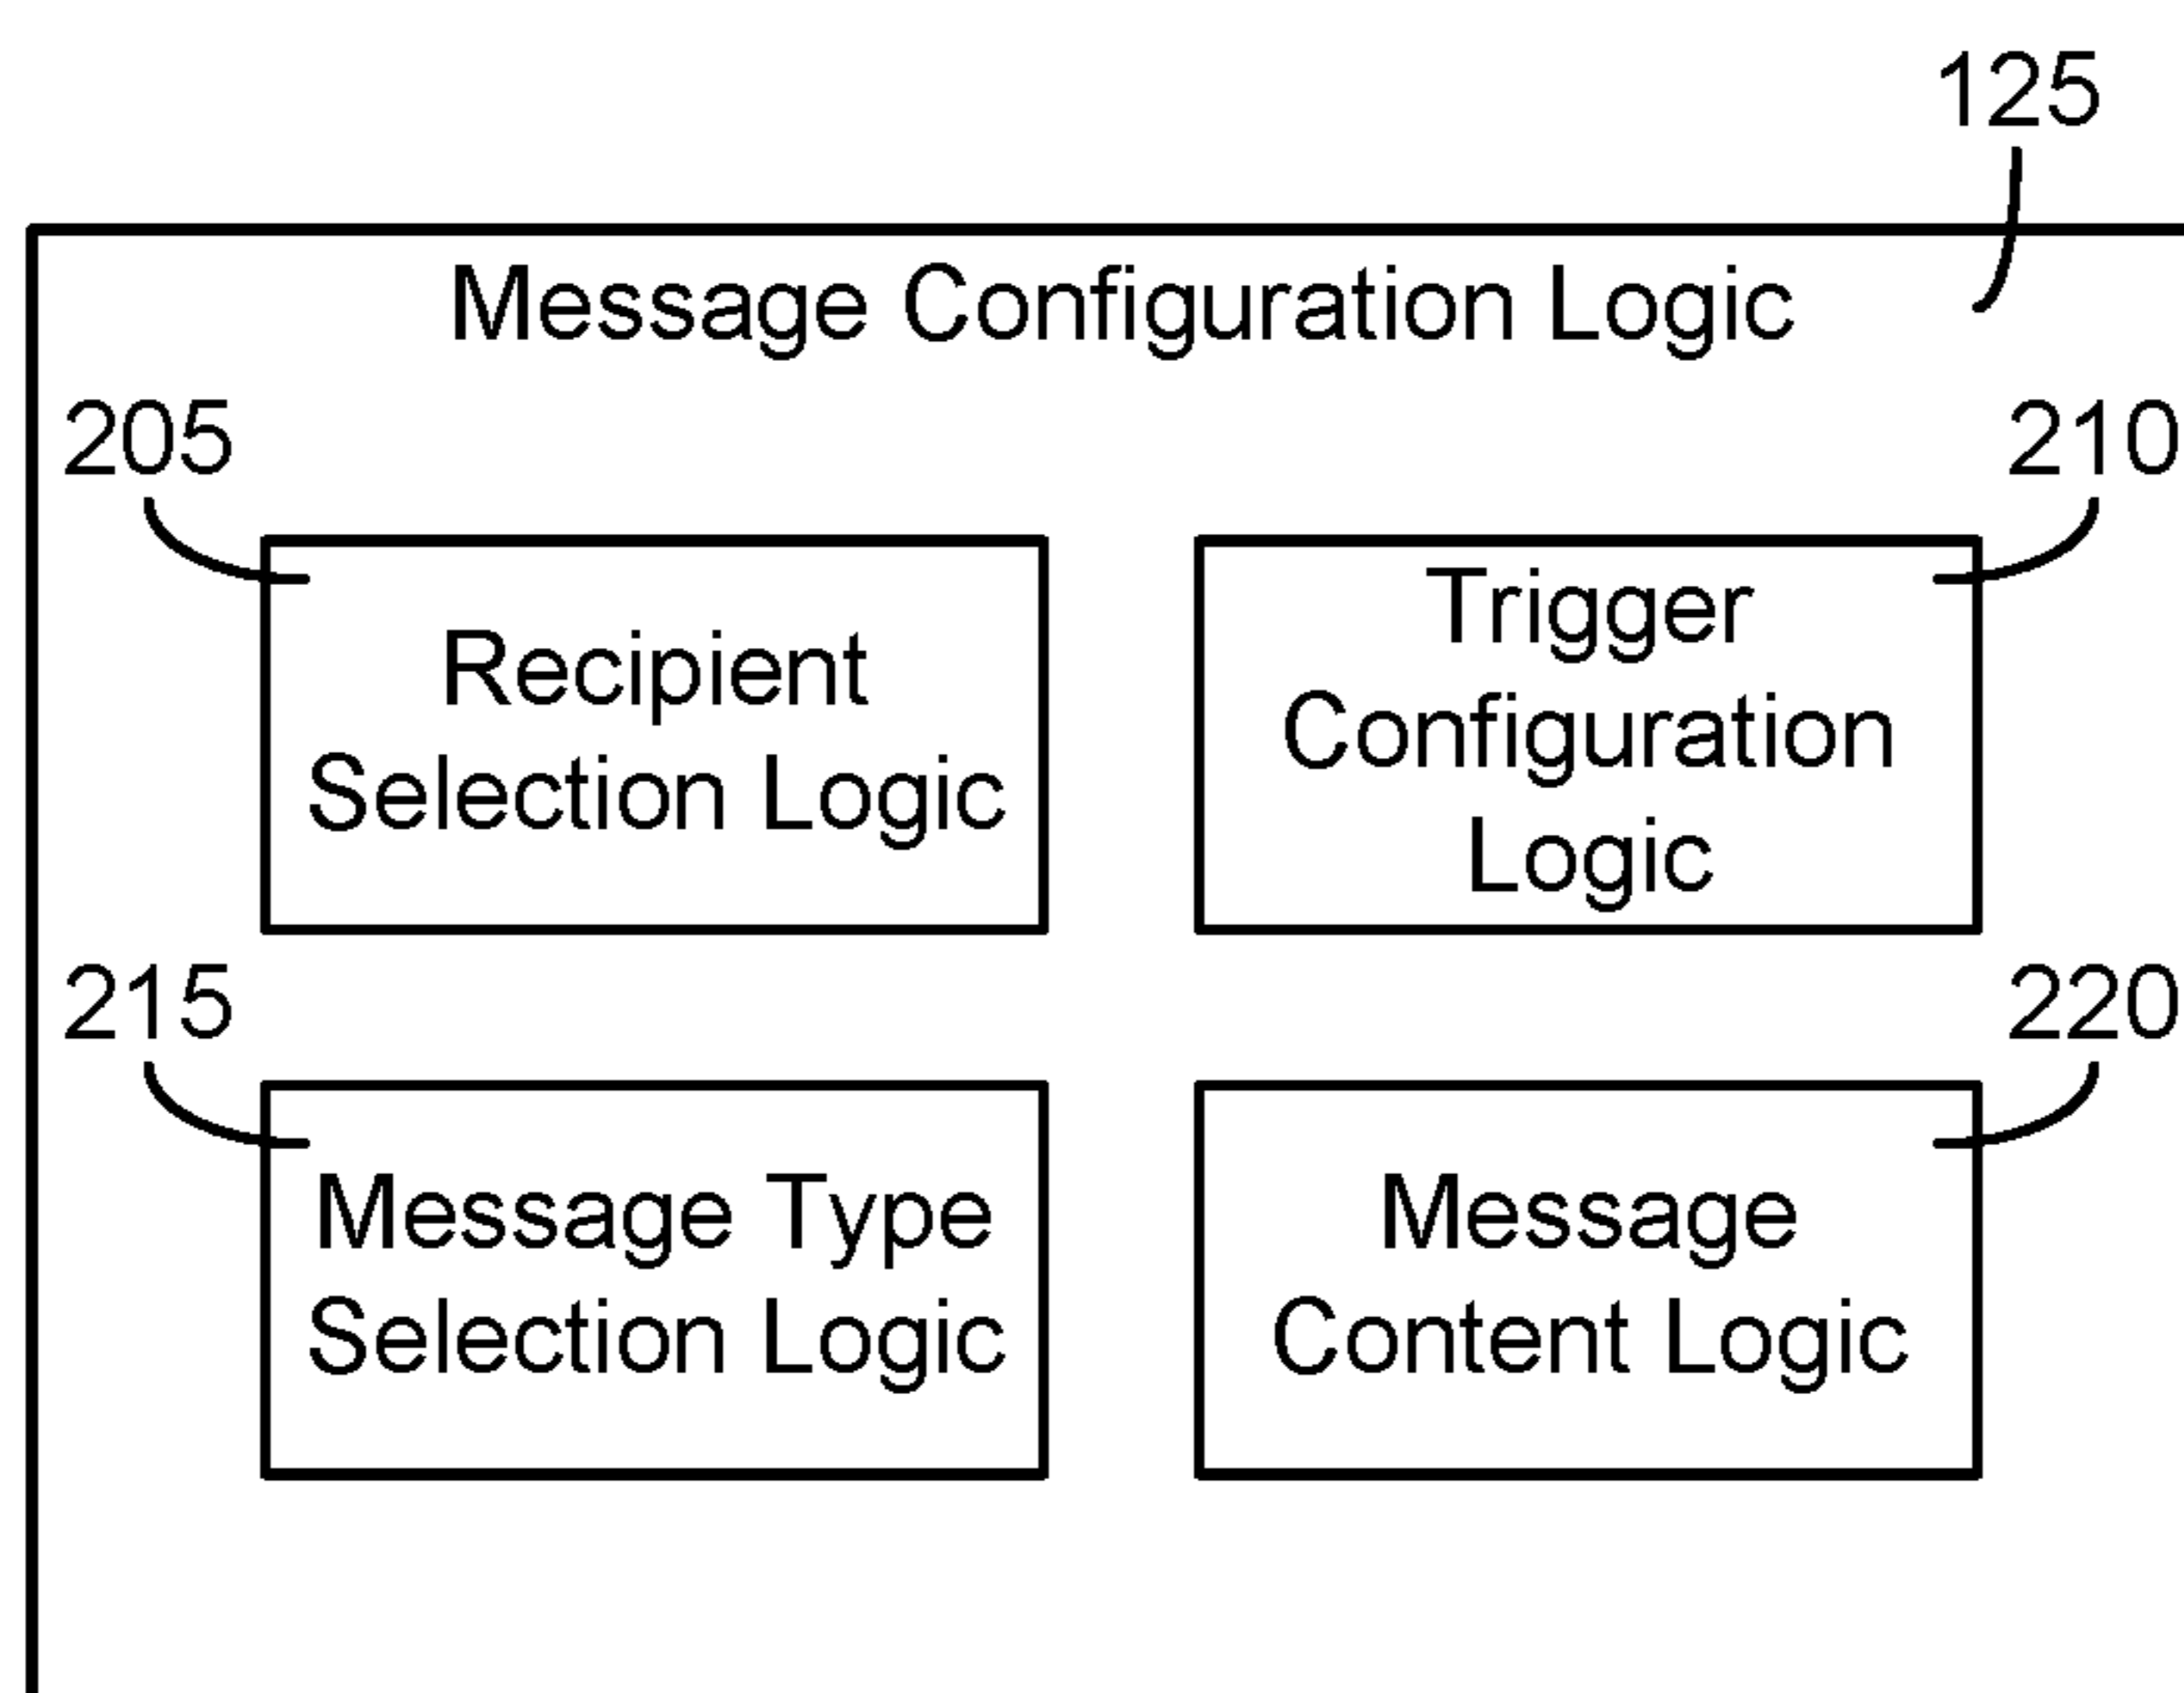 125
Message Configuration Logic
205
210
Recipient
Selection Logic
Trigger
Configuration
Logic
215
220
Message Type
Selection Logic
Message
Content Logic